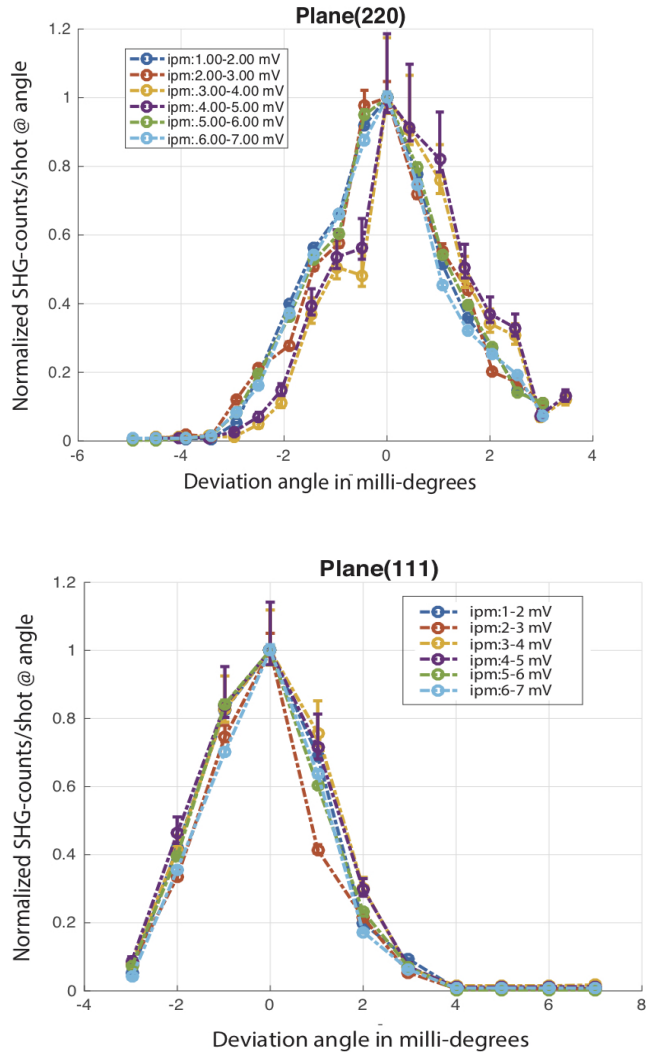 Plane(220)
Normalized SHG-counts/shot @ angle
1.2
1
0.8
0.6
0.4
0.2
0
ipm:1.00-2.00 mV
ipm:2.00-3.00 mV
ipm:.3.00-4.00 mV
ipm:.4.00-5.00 mV
ipm:.5.00-6.00 mV
ipm:.6.00-7.00 mV
-6
-4
-2
0
2
4
Deviation angle in milli-degrees
Plane(111)
Normalized SHG-counts/shot @ angle
1.2
1
0.8
0.6
0.4
0.2
0
ipm:1-2 mV
ipm:2-3 mV
ipm:3-4 mV
ipm:4-5 mV
ipm:5-6 mV
ipm:6-7 mV
-4
-2
0
2
4
6
8
Deviation angle in milli-degrees